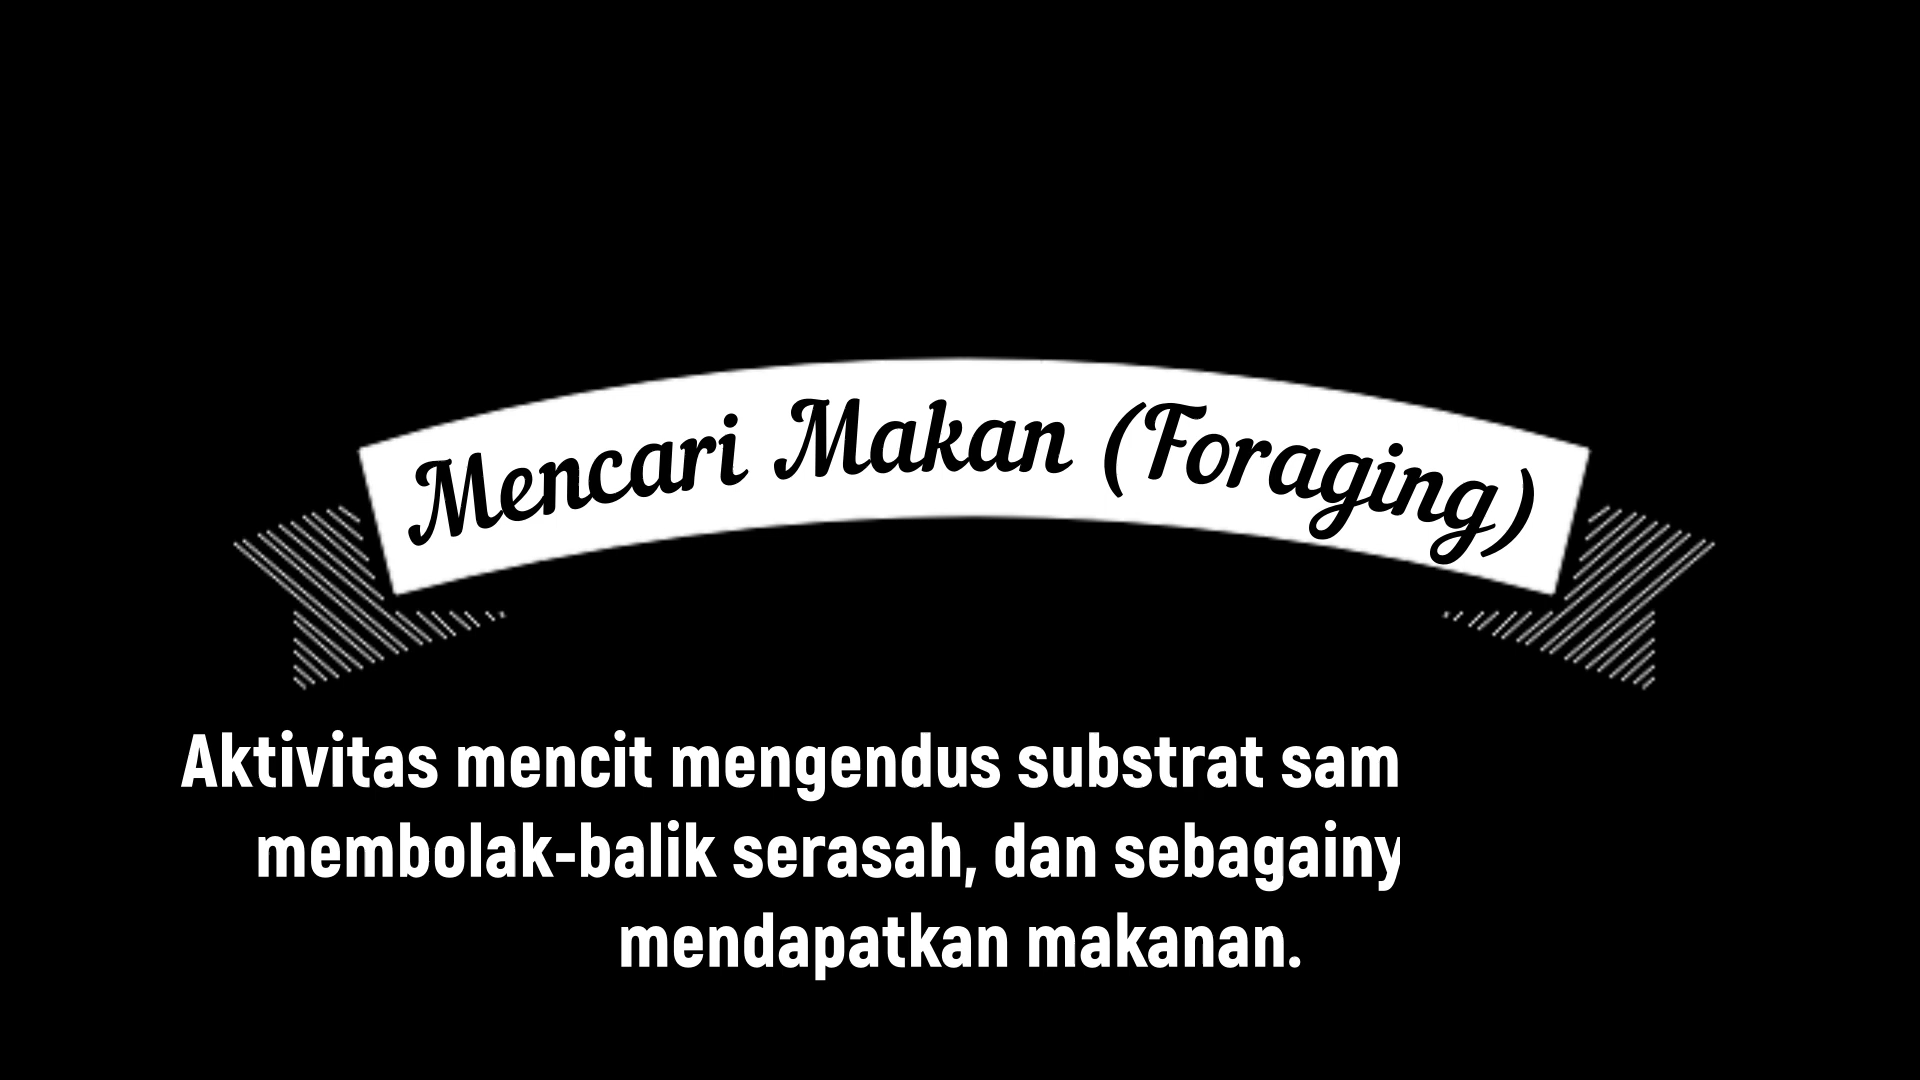 Mencari Makan (Foraging)
Aktivitas mencit mengendus substrat sam
membolak-balik serasah, dan sebagainy
mendapatkan makanan.